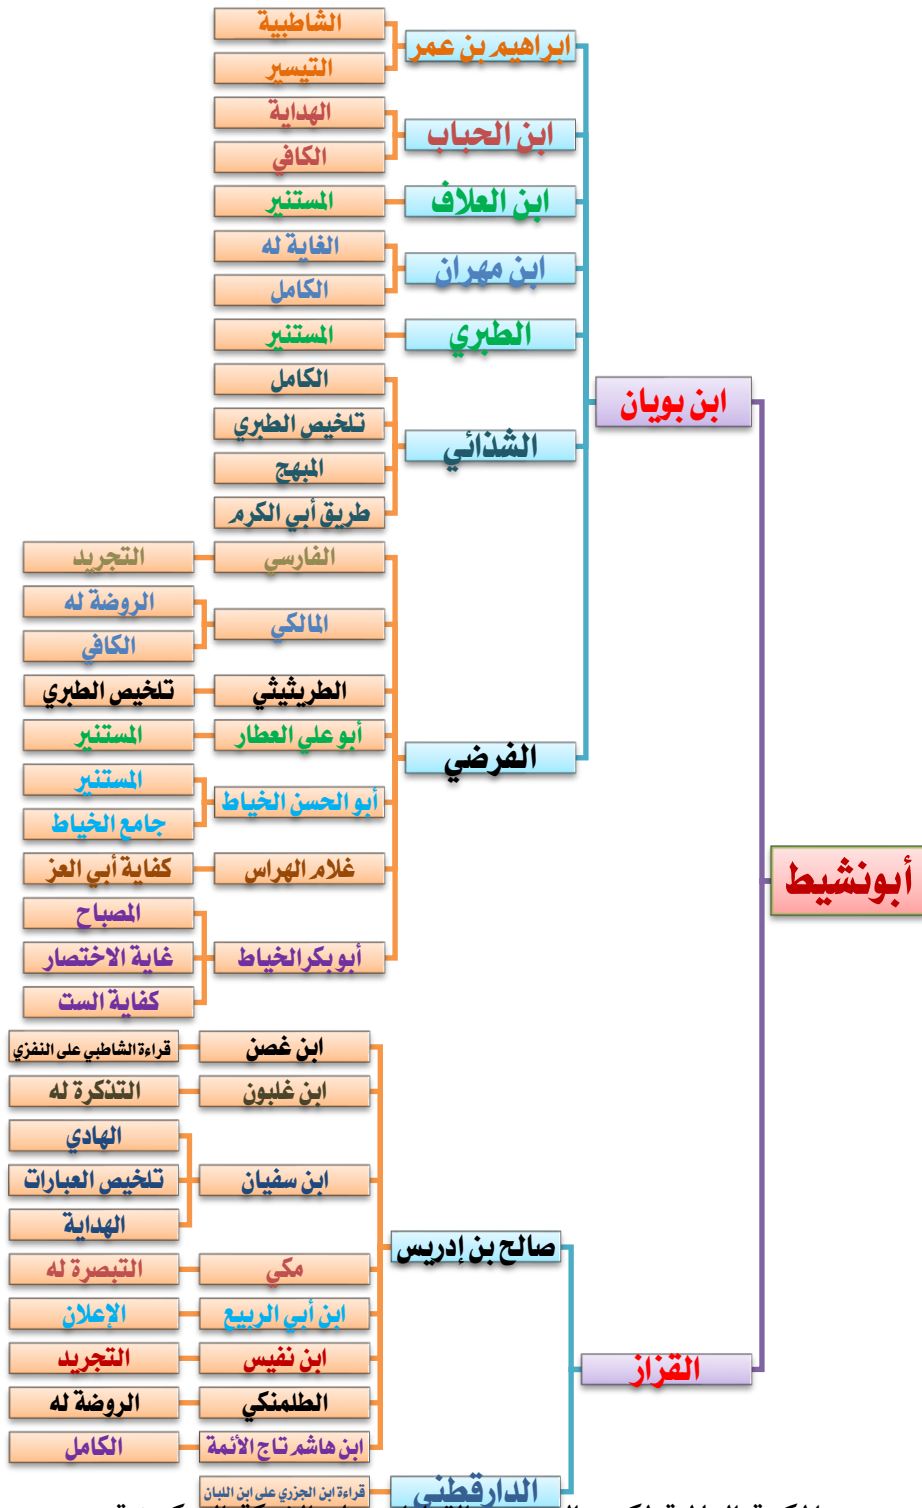 أبونشيط
ابن بويان
ابراهيم بن عمر
الشاطبية
التيسير
ابن الحباب
الهداية
الكافي
ابن العلاف
المستنير
ابن مهران
الغاية له
الكامل
الطبري
المستنير
الشذائي
الكامل
تلخيص الطبري
المبهج
طريق أبي الكرم
الفرضي
الفارسي
التجريد
المالكي
الروضة له
الكافي
الطريثيثي
تلخيص الطبري
أبو علي العطار
المستنير
أبو الحسن الخياط
المستنير
جامع الخياط
غلام الهراس
كفاية أبي العز
أبو بكر الخياط
المصباح
غاية الاختصار
كفاية الست
القزاز
صالح بن إدريس
ابن غصن
قراءة الشاطبي على النفزي
ابن غلبون
التذكرة له
ابن سفيان
الهادي
تلخيص العبارات
الهداية
مكي
التبصرة له
ابن أبي الربيع
الإعلان
ابن نفيس
التجريد
الطلمنكي
الروضة له
ابن هاشم تاج الأئمة
الكامل
الدارقطني
قراءة ابن الجزري على ابن اللبان